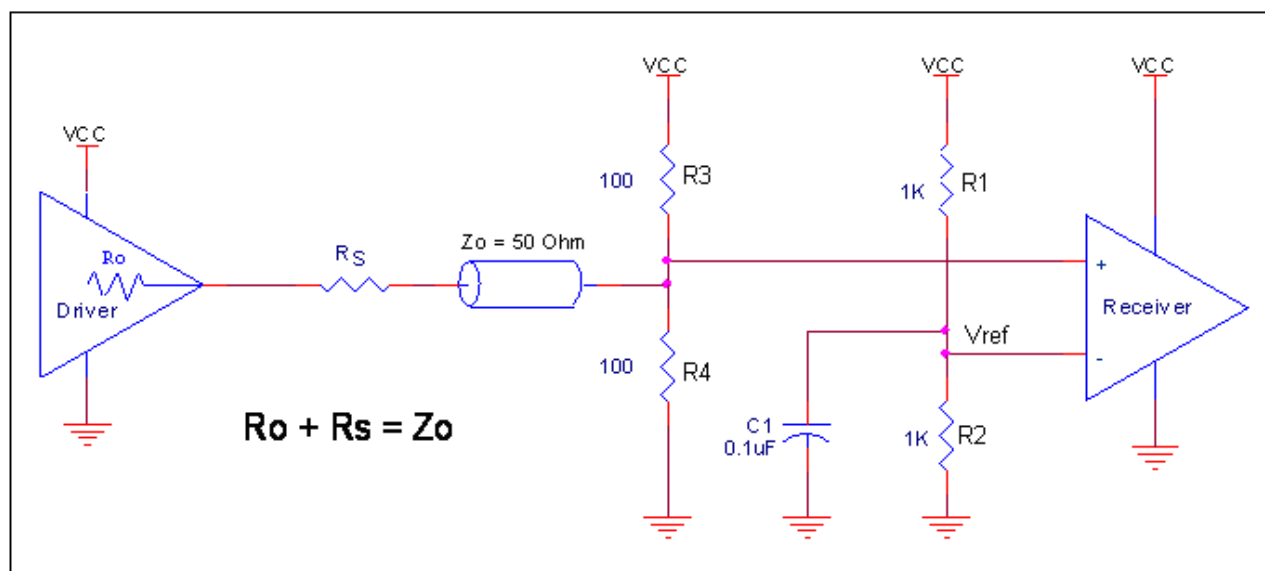 VCC
VCC
VCC
VCC
R3
100
R1
1K
Zo = 50 Ohm
RS
Ro
Driver
+
Receiver
Vref
-
100
R4
Ro + Rs = Zo
C1
0.1uF
1K
R2